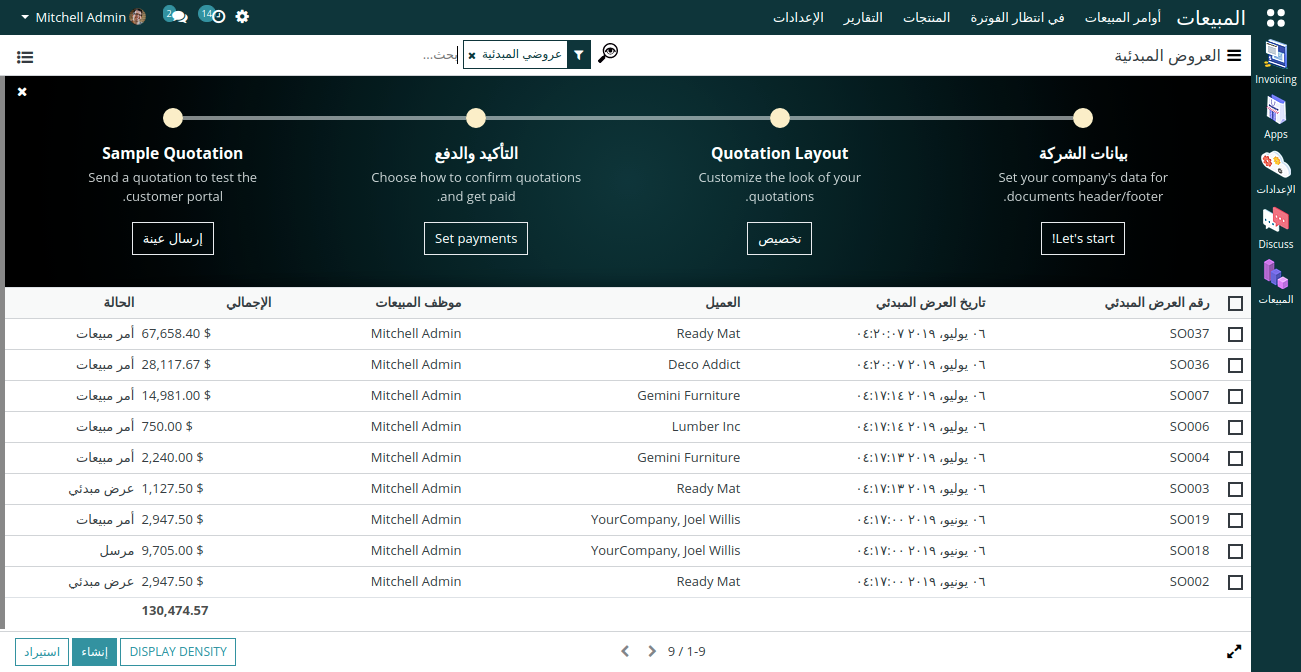 المبيعات
أوامر المبيعات
في انتظار الفوترة
المنتجات
التقارير
الإعدادات
14
2
Mitchell Admin
العروض المبدئية
عروضي المبدئية
بحث...
Invoicing
Apps
الإعدادات
Discuss
المبيعات
بيانات الشركة
Set your company's data for
.documents header/footer
!Let's start
Quotation Layout
Customize the look of your
.quotations
تخصيص
التأكيد والدفع
Choose how to confirm quotations
.and get paid
Set payments
Sample Quotation
Send a quotation to test the
.customer portal
إرسال عينة
رقم العرض المبدئي تاريخ العرض المبدئي العميل موظف المبيعات الإجمالي الحالة
SO037 ٠٦ يوليو، ٢٠١٩ ٠٤:٢٠:٠٧ Ready Mat Mitchell Admin 67,658.40 $ أمر مبيعات
SO036 ٠٦ يوليو، ٢٠١٩ ٠٤:٢٠:٠٧ Deco Addict Mitchell Admin 28,117.67 $ أمر مبيعات
SO007 ٠٦ يوليو، ٢٠١٩ ٠٤:١٧:١٤ Gemini Furniture Mitchell Admin 14,981.00 $ أمر مبيعات
SO006 ٠٦ يوليو، ٢٠١٩ ٠٤:١٧:١٤ Lumber Inc Mitchell Admin 750.00 $ أمر مبيعات
SO004 ٠٦ يوليو، ٢٠١٩ ٠٤:١٧:١٣ Gemini Furniture Mitchell Admin 2,240.00 $ أمر مبيعات
SO003 ٠٦ يوليو، ٢٠١٩ ٠٤:١٧:١٣ Ready Mat Mitchell Admin 1,127.50 $ عرض مبدئي
SO019 ٠٦ يونيو، ٢٠١٩ ٠٤:١٧:٠٠ YourCompany, Joel Willis Mitchell Admin 2,947.50 $ أمر مبيعات
SO018 ٠٦ يونيو، ٢٠١٩ ٠٤:١٧:٠٠ YourCompany, Joel Willis Mitchell Admin 9,705.00 $ مرسل
SO002 ٠٦ يونيو، ٢٠١٩ ٠٤:١٧:٠٠ Ready Mat Mitchell Admin 2,947.50 $ عرض مبدئي
130,474.57
9 / 1-9
DISPLAY DENSITY
إنشاء
استيراد